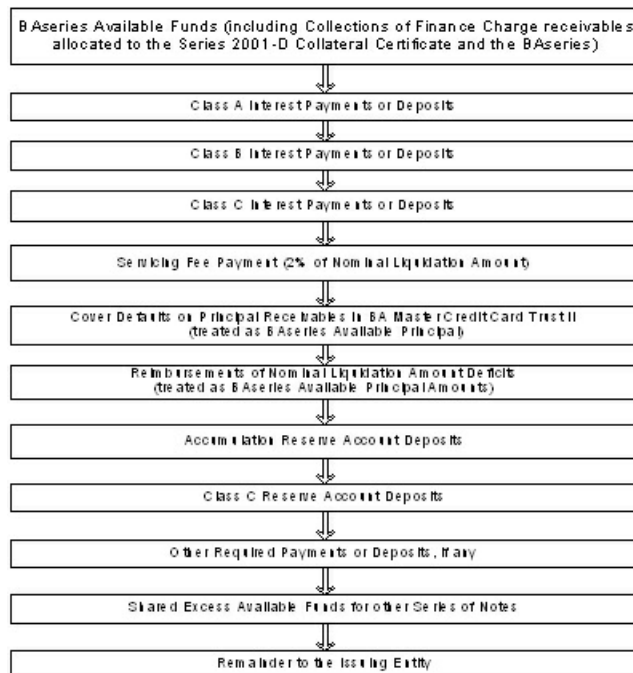 BAseries Available Funds (including Collections of Finance Charge receivables
allocated to the Series 2001-D Collateral Certificate and the BAseries)
Class A Interest Payments or Deposits
Class B Interest Payments or Deposits
Class C Interest Payments or Deposits
Servicing Fee Payment (2% of Nominal Liquidation Amount)
Cover Defaults on Principal Receivables in BA Master Credit Card Trust II
(treated as BAseries Available Principal)
Reimbursements of Nominal Liquidation Amount Deficits
(treated as BAseries Available Principal Amounts)
Accumulation Reserve Account Deposits
Class C Reserve Account Deposits
Other Required Payments or Deposits, if any
Shared Excess Available Funds for other Series of Notes
Remainder to the Issuing Entity